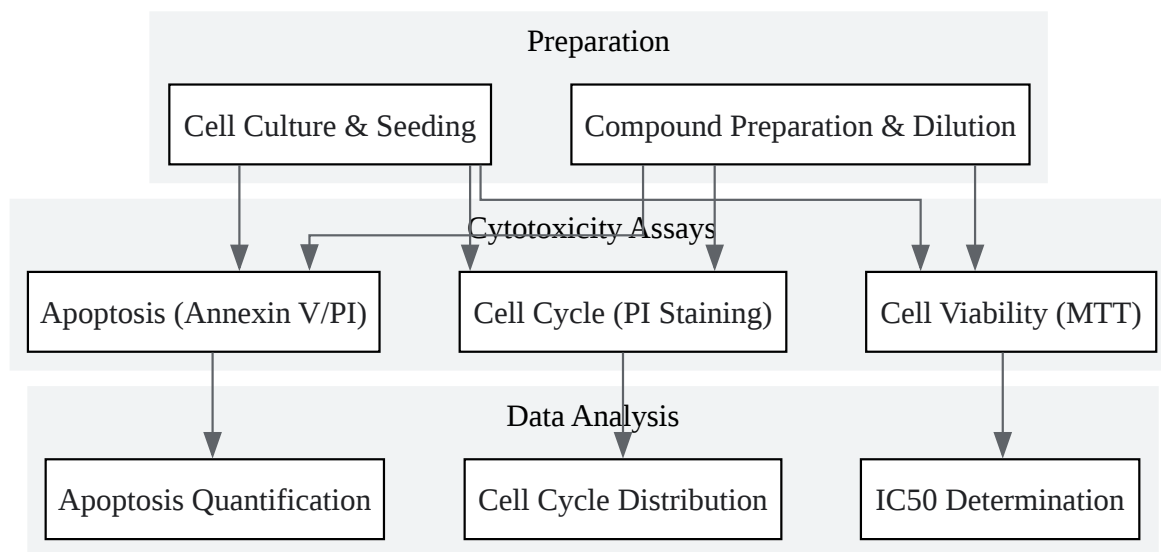 Preparation
Cell Culture & Seeding
Compound Preparation & Dilution
Cytotoxicity Assays
Apoptosis (Annexin V/PI)
Cell Cycle (PI Staining)
Cell Viability (MTT)
Data Analysis
Apoptosis Quantification
Cell Cycle Distribution
IC50 Determination